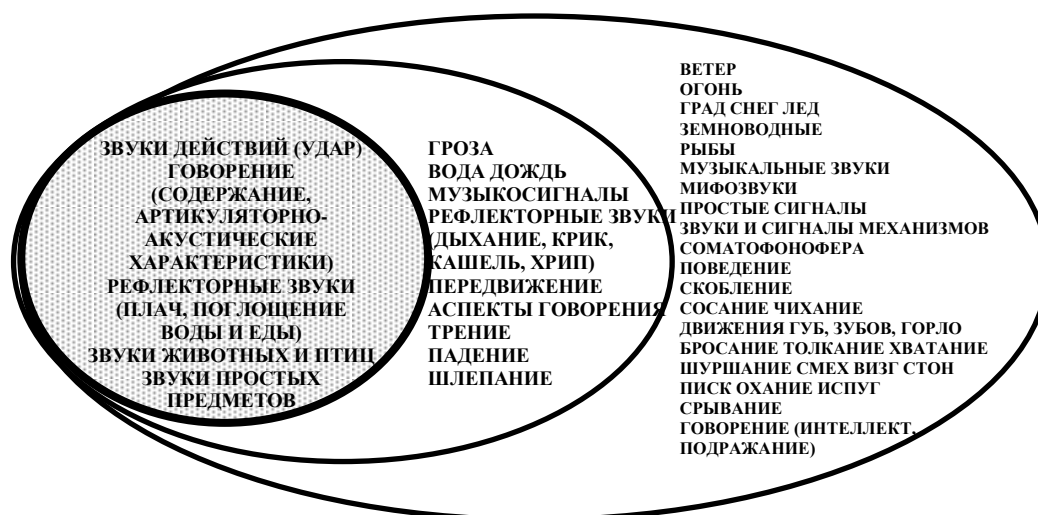 ЗВУКИ ДЕЙСТВИЙ (УДАР)
ГОВОРЕНИЕ
(СОДЕРЖАНИЕ,
АРТИКУЛЯТОРНО-
АКУСТИЧЕСКИЕ
ХАРАКТЕРИСТИКИ)
РЕФЛЕКТОРНЫЕ ЗВУКИ
(ПЛАЧ, ПОГЛОЩЕНИЕ
ВОДЫ И ЕДЫ)
ЗВУКИ ЖИВОТНЫХ И ПТИЦ
ЗВУКИ ПРОСТЫХ
ПРЕДМЕТОВ
ГРОЗА
ВОДА ДОЖДЬ
МУЗЫКОСИГНАЛЫ
РЕФЛЕКТОРНЫЕ ЗВУКИ
(ДЫХАНИЕ, КРИК,
КАШЕЛЬ, ХРИП)
ПЕРЕДВИЖЕНИЕ
АСПЕКТЫ ГОВОРЕНИЯ
ТРЕНИЕ
ПАДЕНИЕ
ШЛЕПАНИЕ
ВЕТЕР
ОГОНЬ
ГРАД СНЕГ ЛЕД
ЗЕМНОВОДНЫЕ
РЫБЫ
МУЗЫКАЛЬНЫЕ ЗВУКИ
МИФОЗВУКИ
ПРОСТЫЕ СИГНАЛЫ
ЗВУКИ И СИГНАЛЫ МЕХАНИЗМОВ
СОМАТОФОНОФЕРА
ПОВЕДЕНИЕ
СКОБЛЕНИЕ
СОСАНИЕ ЧИХАНИЕ
ДВИЖЕНИЯ ГУБ, ЗУБОВ, ГОРЛО
БРОСАНИЕ ТОЛКАНИЕ ХВАТАНИЕ
ШУРШАНИЕ СМЕХ ВИЗГ СТОН
ПИСК ОХАНИЕ ИСПУГ
СРЫВАНИЕ
ГОВОРЕНИЕ (ИНТЕЛЛЕКТ,
ПОДРАЖАНИЕ)